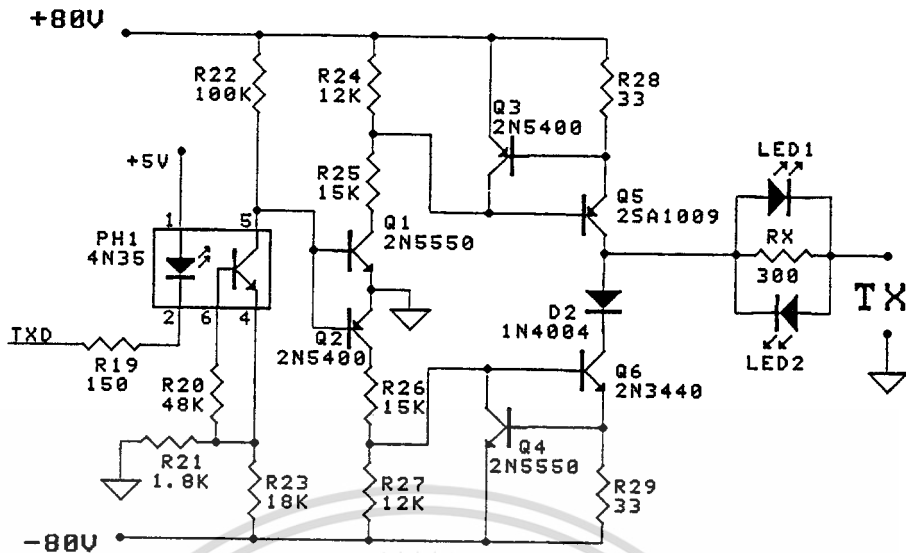 +80V
R22
100K
R24
12K
R28
33
Q3
2N5400
+5V
R25
15K
LED1
1
5
Q1
2N5550
Q5
2SA1009
PH1
4N35
RX
300
TX
2
6
4
Q2
2N5400
D2
1N4004
LED2
TXD
R19
150
R20
48K
R26
15K
Q6
2N3440
R21
1.8K
R23
18K
R27
12K
Q4
2N5550
R29
33
-80V